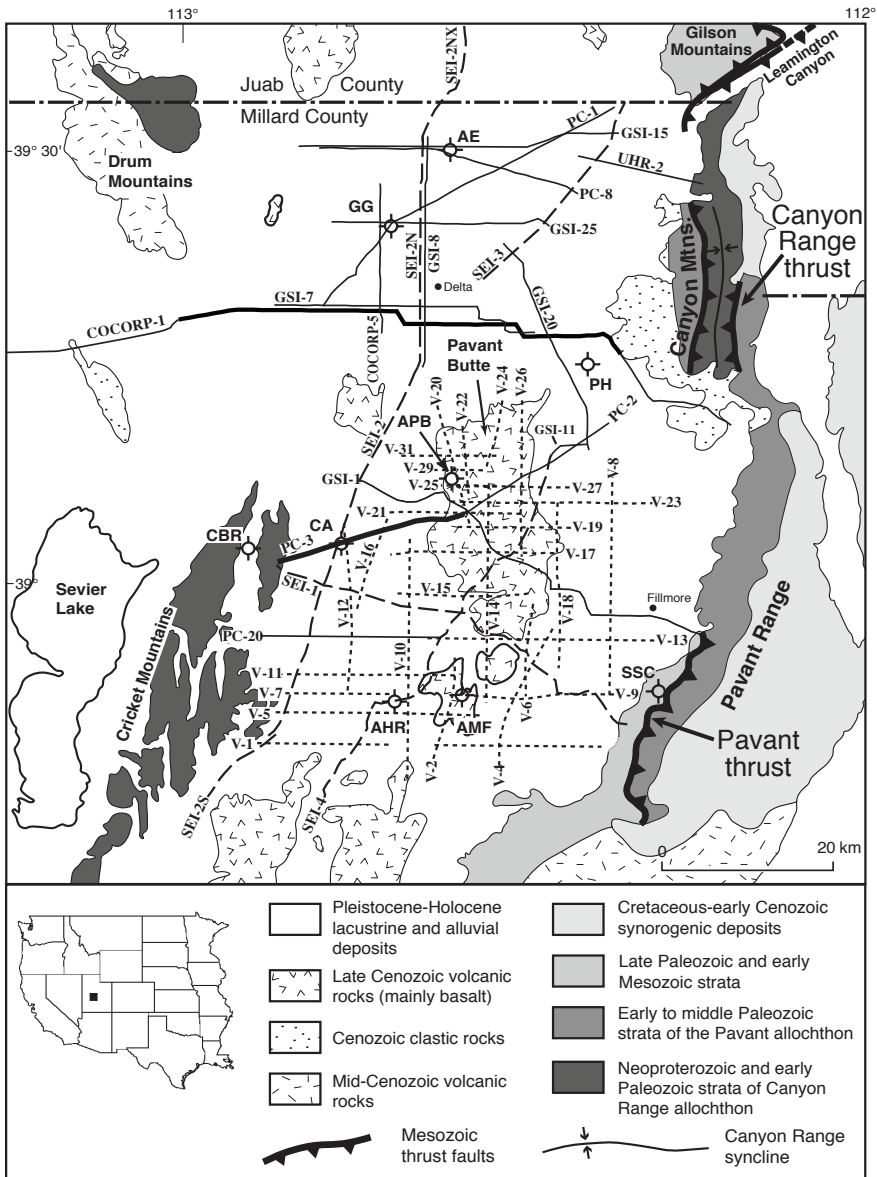 113°
112°
Gilson
Mountains
Leamington
Canyon
SEI-2NX
Juab County
Millard County
PC-1
GSI-15
AE
39° 30'
UHR-2
Drum
Mountains
PC-8
GG
GSI-25
Canyon
Range
thrust
SEI-2N
GSI-8
SEI-3
Canyon Mtns.
Delta
GSI-7
GSI-20
COCORP-1
COCORP-5
Pavant
Butte
PH
V-20
V-22
V-24
V-26
PC-2
SEI-2
APB
GSI-11
V-31
V-29
V-8
GSI-1
V-25
V-27
V-23
V-21
CBR
CA
V-19
PC-3
V-16
V-17
39°
Sevier
Lake
SEI-1
V-15
Fillmore
V-12
V-14
V-18
PC-20
V-13
V-10
Cricket Mountains
V-11
SSC
Pavant Range
V-7
V-9
V-5
V-6
AHR
AMF
V-1
Pavant
thrust
V-2
V-4
SEI-2S
SEI-4
0
20 km
Pleistocene-Holocene
lacustrine and alluvial
deposits
Late Cenozoic volcanic
rocks (mainly basalt)
Cenozoic clastic rocks
Mid-Cenozoic volcanic
rocks
Cretaceous-early Cenozoic
synorogenic deposits
Late Paleozoic and early
Mesozoic strata
Early to middle Paleozoic
strata of the Pavant allochthon
Neoproterozoic and early
Paleozoic strata of Canyon
Range allochthon
Mesozoic
thrust faults
Canyon Range
syncline